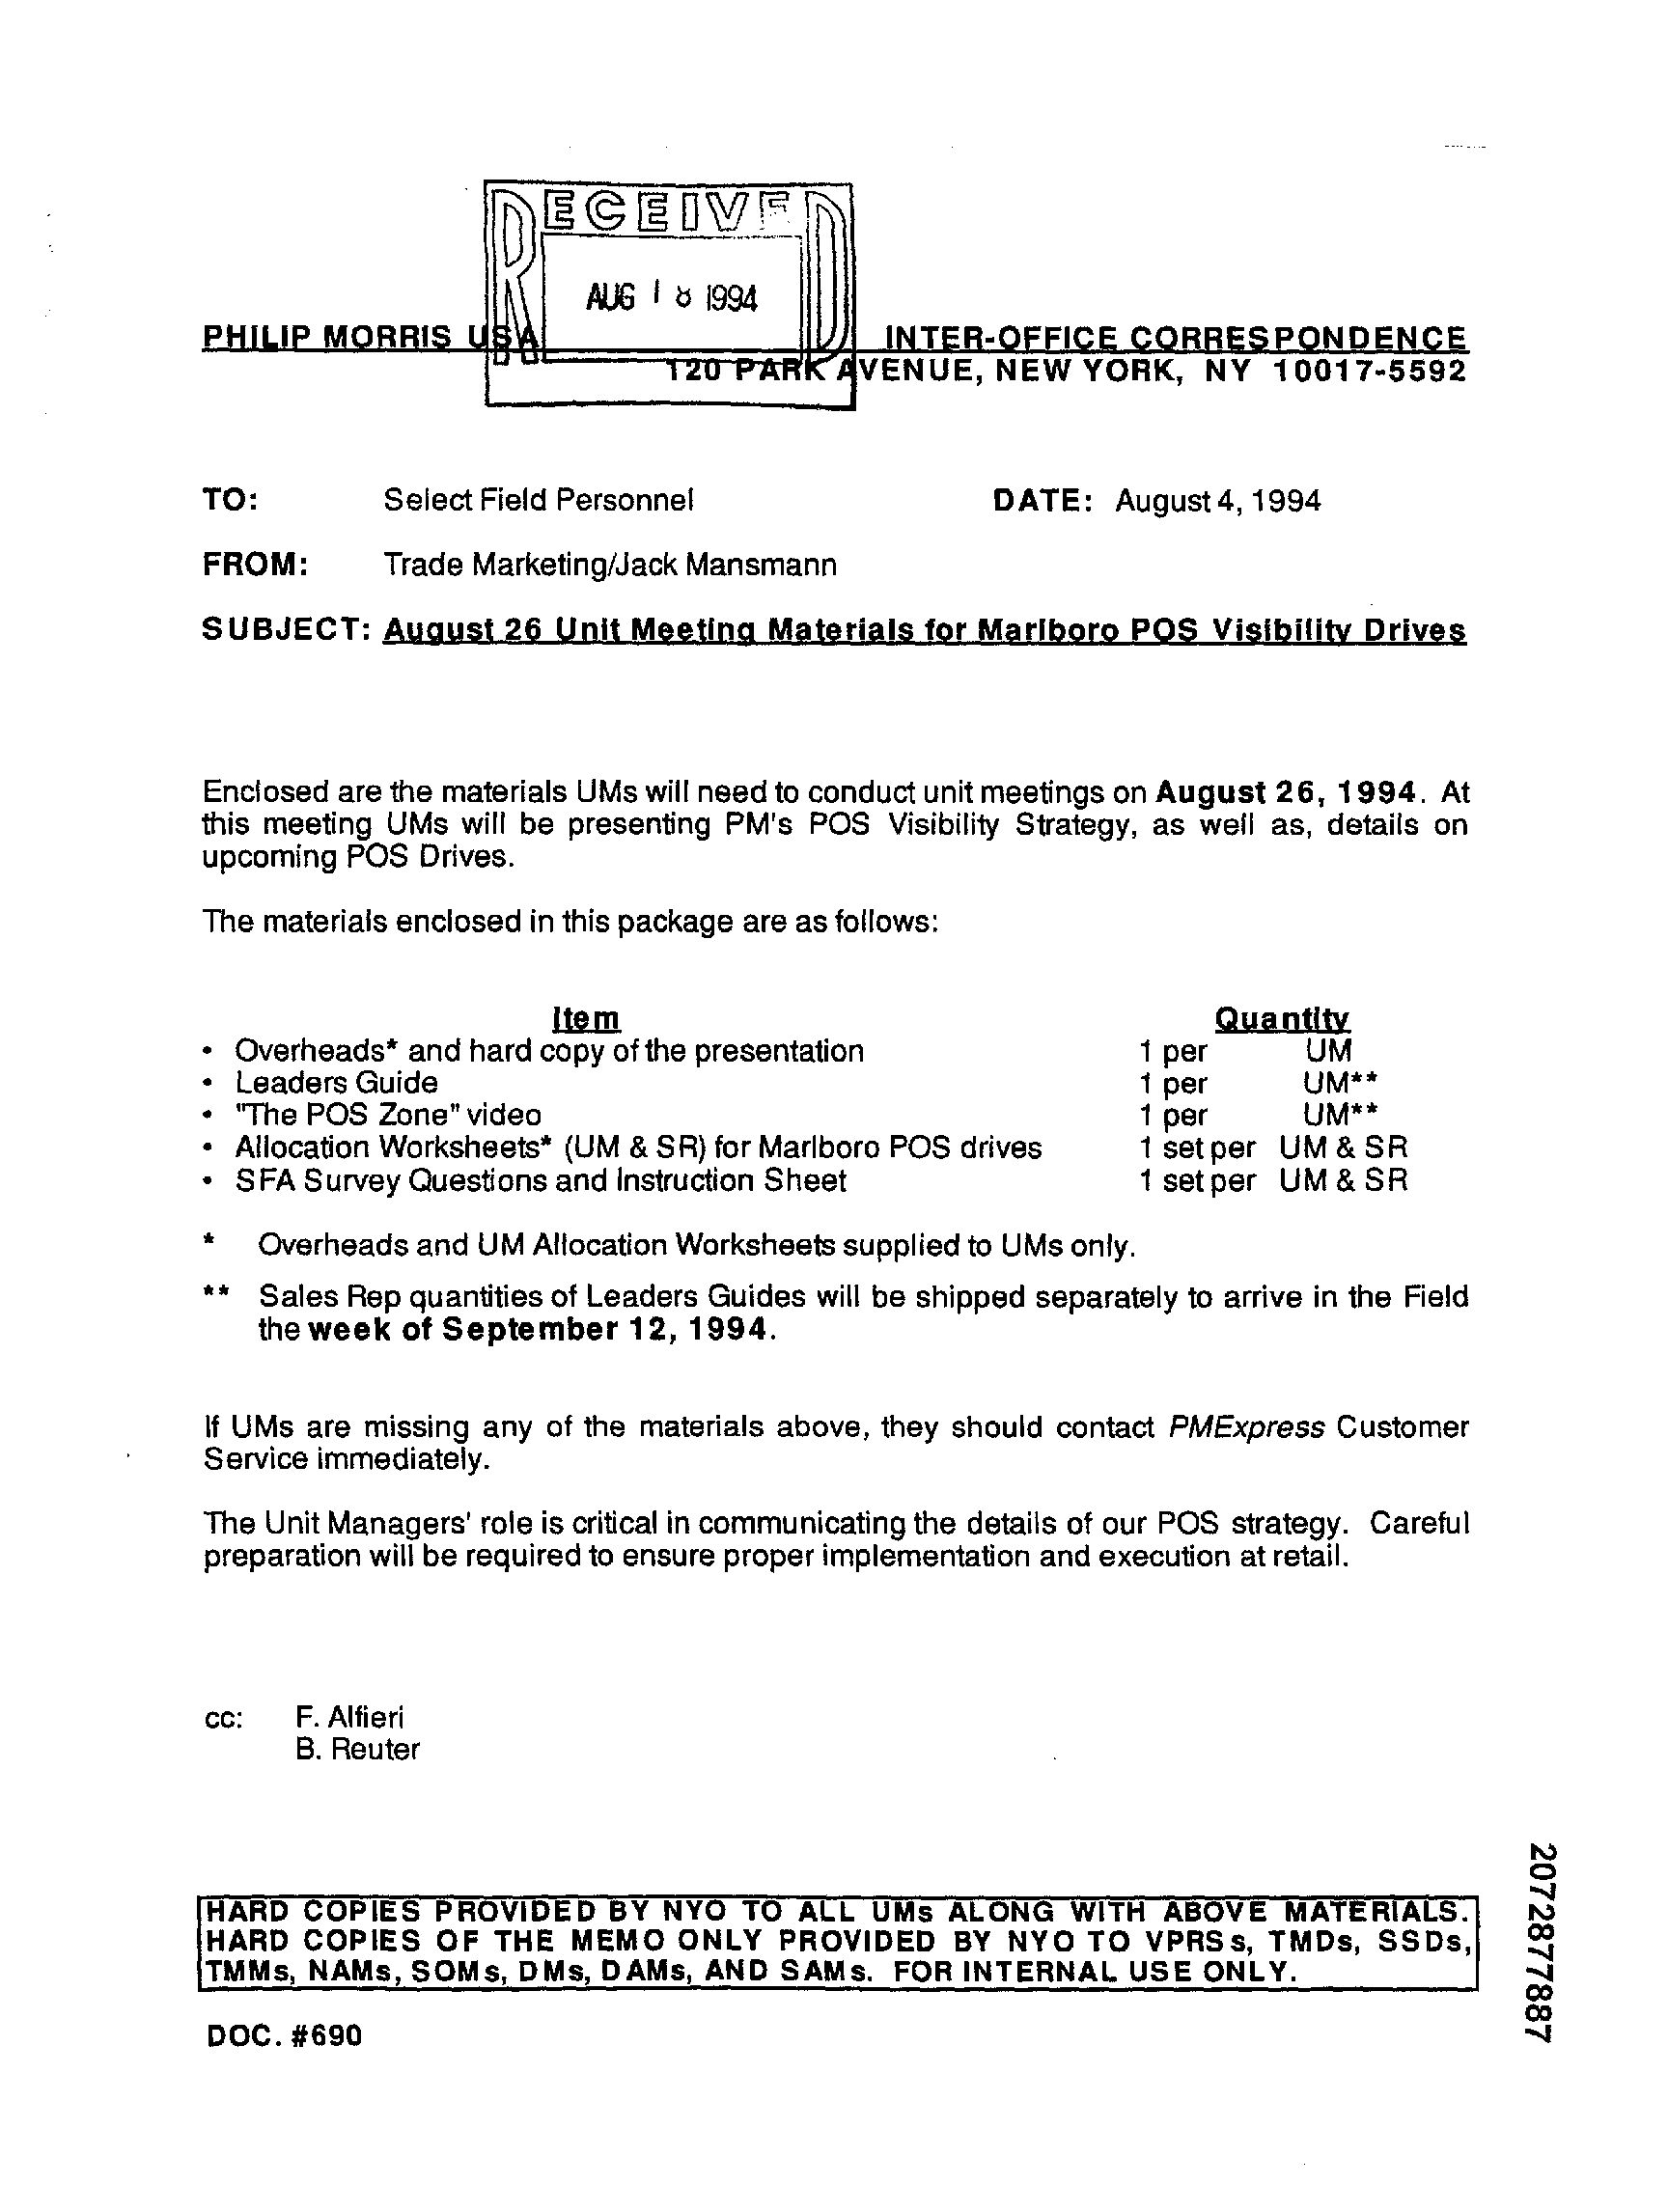 RECEIVED
AUG 18 1994
PHILIP MORRIS USA INTER-OFFICE CORRESPONDENCE
120 PARK AVENUE, NEW YORK, NY 10017-5592
TO: Select Field Personnel DATE: August 4, 1994
FROM: Trade Marketing/Jack Mansmann
SUBJECT: August 26 Unit Meeting Materials for Marlboro POS Visibility Drives
Enclosed are the materials UMs will need to conduct unit meetings on August 26, 1994. At
this meeting UMs will be presenting PM's POS Visibility Strategy, as well as, details on
upcoming POS Drives.
The materials enclosed in this package are as follows:
Item Quantity
• Overheads* and hard copy of the presentation 1 per UM
• Leaders Guide 1 per UM**
• "The POS Zone" video 1 per UM**
• Allocation Worksheets* (UM & SR) for Marlboro POS drives 1 set per UM & SR
• SFA Survey Questions and Instruction Sheet 1 set per UM & SR
* Overheads and UM Allocation Worksheets supplied to UMs only.
** Sales Rep quantities of Leaders Guides will be shipped separately to arrive in the Field
the week of September 12, 1994.
If UMs are missing any of the materials above, they should contact PMExpress Customer
Service immediately.
The Unit Managers' role is critical in communicating the details of our POS strategy. Careful
preparation will be required to ensure proper implementation and execution at retail.
cc: F. Alfieri
B. Reuter
HARD COPIES PROVIDED BY NYO TO ALL UMs ALONG WITH ABOVE MATERIALS.
HARD COPIES OF THE MEMO ONLY PROVIDED BY NYO TO VPRSs, TMDs, SSDs,
TMMs, NAMs, SOMs, DMs, DAMs, AND SAMs. FOR INTERNAL USE ONLY.
DOC. #690
2072877887